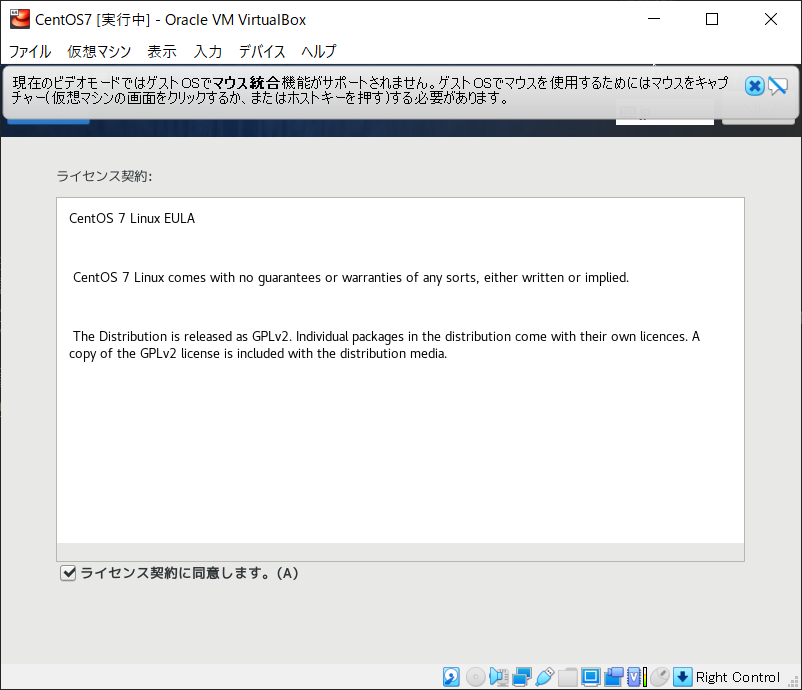 CentOS7 [実行中] - Oracle VM VirtualBox
ファイル 仮想マシン 表示 入力 デバイス ヘルプ
現在のビデオモードではゲストOSでマウス統合機能がサポートされません。ゲストOSでマウスを使用するためにはマウスをキャプ
チャー(仮想マシンの画面をクリックするか、またはホストキーを押す)する必要があります。
ライセンス契約:
CentOS 7 Linux EULA
CentOS 7 Linux comes with no guarantees or warranties of any sorts, either written or implied.
The Distribution is released as GPLv2. Individual packages in the distribution come with their own licences. A
copy of the GPLv2 license is included with the distribution media.
ライセンス契約に同意します。(A)
Right Control